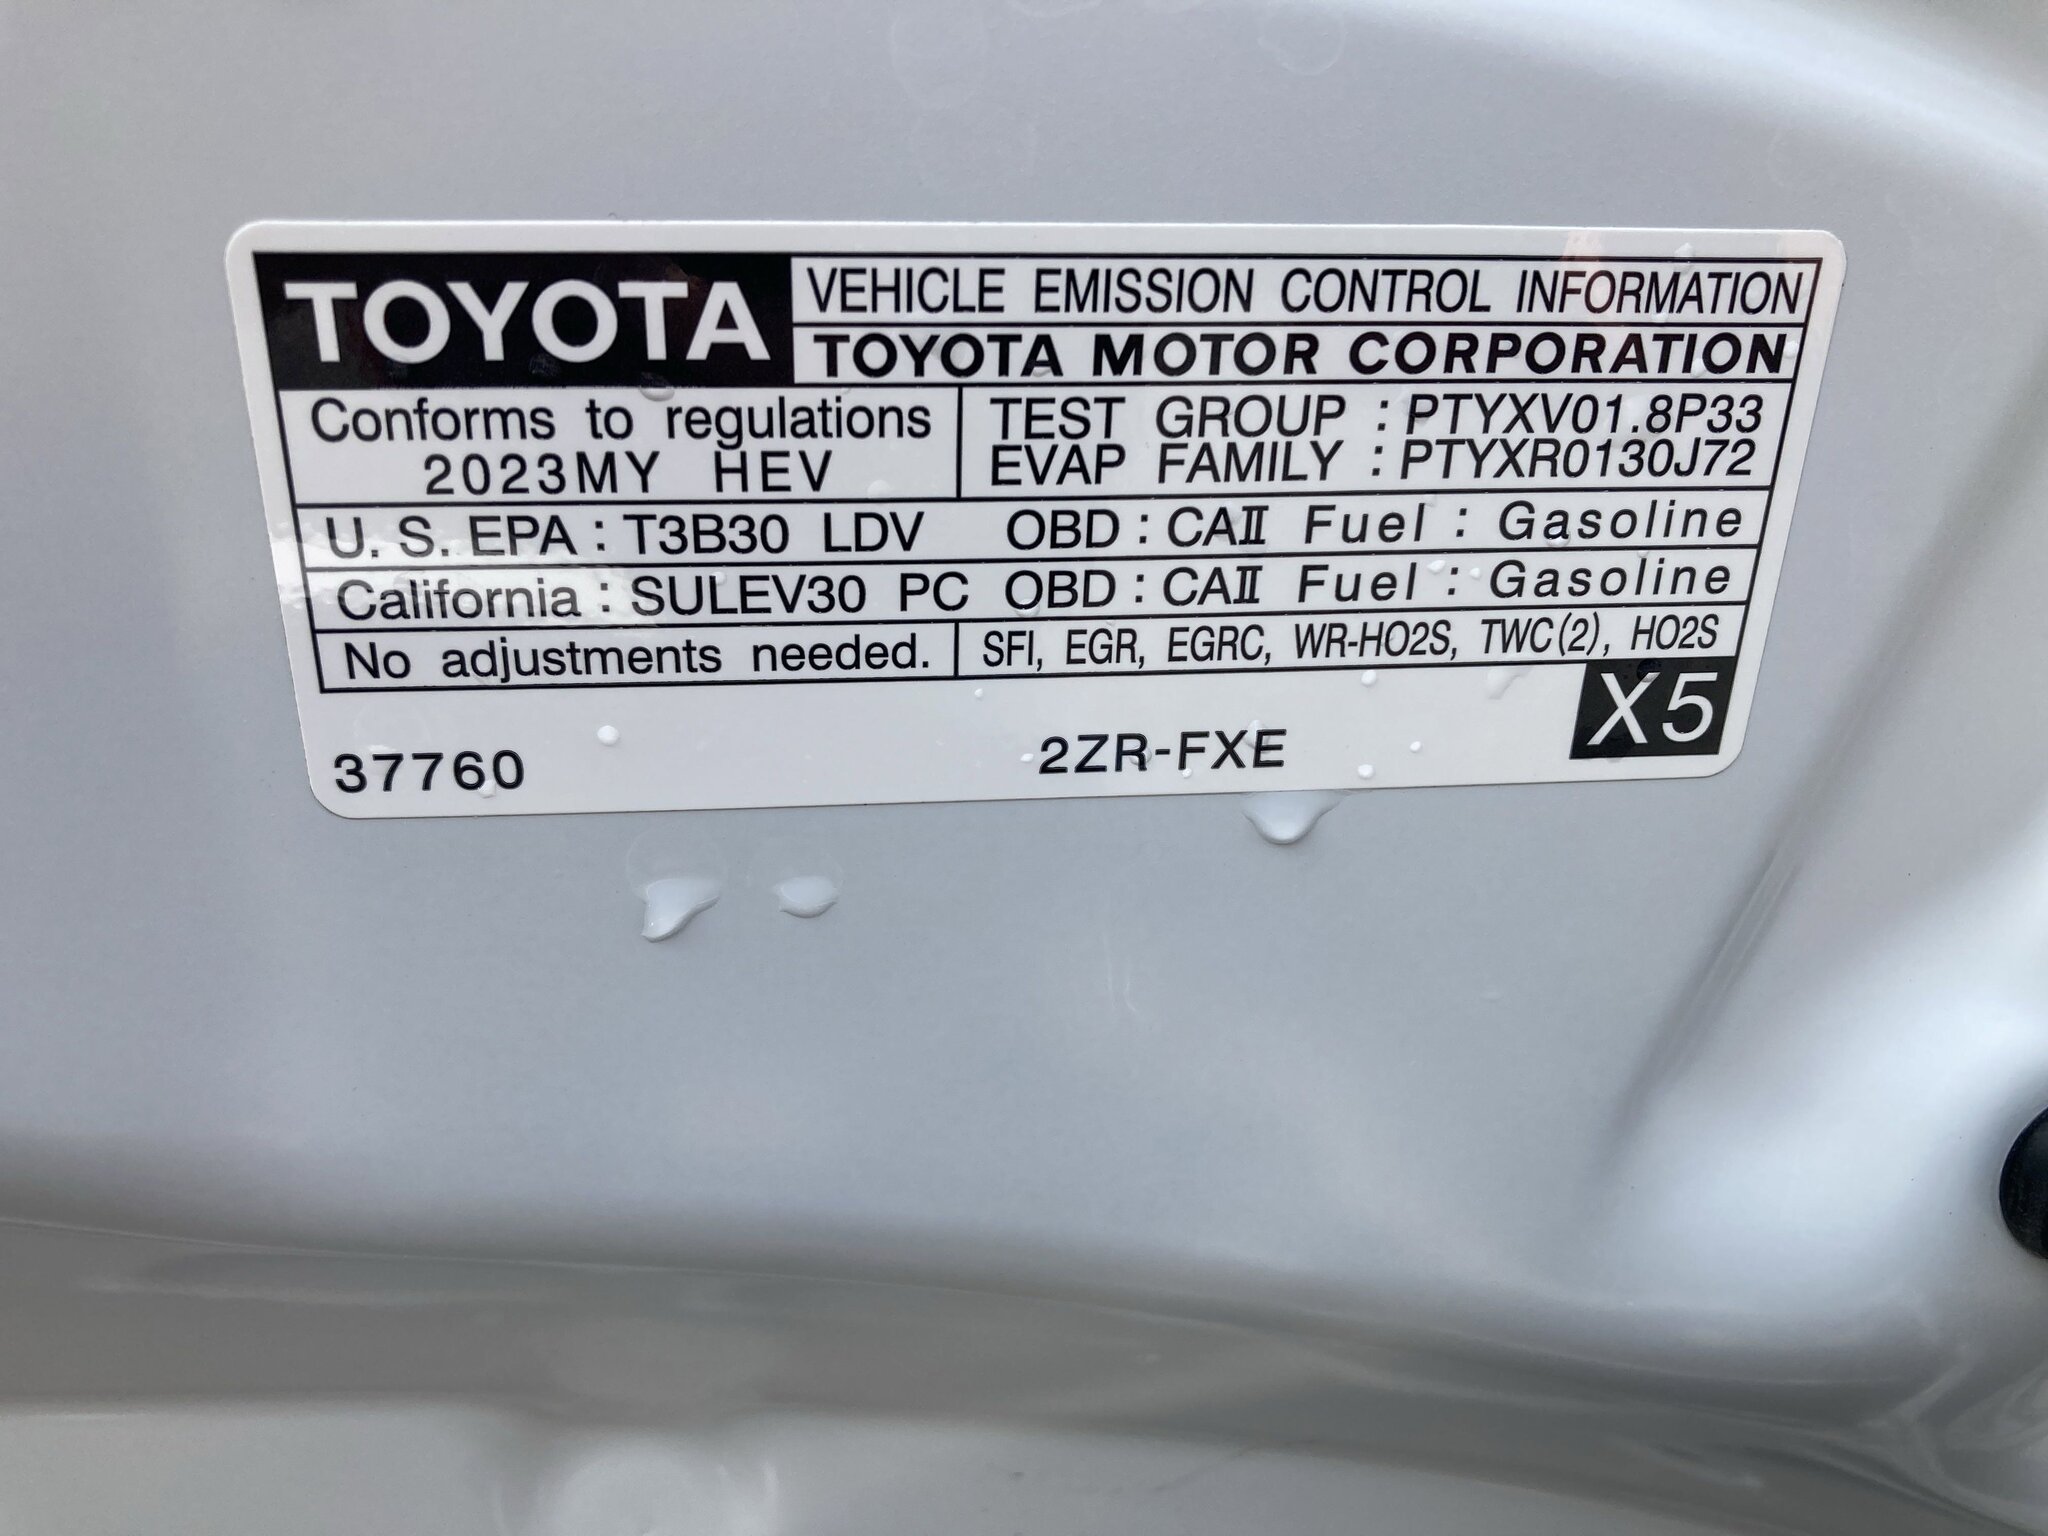 TOYOTA VEHICLE EMISSION CONTROL INFORMATION
TOYOTA MOTOR CORPORATION
Conforms to regulations
2023MY HEV
TEST GROUP : PTYXV01.8P33
EVAP FAMILY : PTYXR0130J72
U. S. EPA : T3B30 LDV OBD : CAⅡ Fuel : Gasoline
California : SULEV30 PC OBD : CAⅡ Fuel : Gasoline
No adjustments needed. SFI, EGR, EGRC, WR-HO2S, TWC(2), HO2S
37760 2ZR-FXE X5